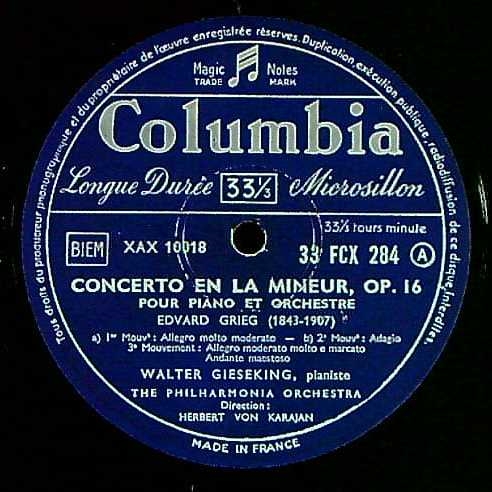 Tous droits du producteur phonographique et du propriétaire de l'œuvre enregistrée réservés. Duplication, exécution publique, radiodiffusion de ce disque interdites.
Magic Notes
TRADE MARK
Columbia
Longue Durée 33⅓ Microsillon
33⅓ tours minute
BIEM XAX 10018 33 FCX 284 A
CONCERTO EN LA MINEUR, OP. 16
POUR PIANO ET ORCHESTRE
EDVARD GRIEG (1843-1907)
a) 1er Mouvt: Allegro molto moderato — b) 2e Mouvt: Adagio
3e Mouvement: Allegro moderato molto e marcato
Andante maestoso
WALTER GIESEKING, pianiste
THE PHILHARMONIA ORCHESTRA
Direction:
HERBERT VON KARAJAN
MADE IN FRANCE